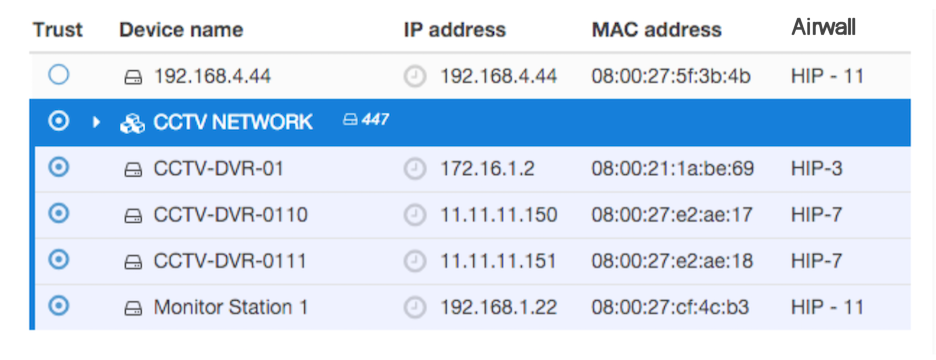 Trust Device name IP address MAC address Airwall
192.168.4.44 192.168.4.44 08:00:27:5f:3b:4b HIP - 11
CCTV NETWORK 447
CCTV-DVR-01 172.16.1.2 08:00:21:1a:be:69 HIP-3
CCTV-DVR-0110 11.11.11.150 08:00:27:e2:ae:17 HIP-7
CCTV-DVR-0111 11.11.11.151 08:00:27:e2:ae:18 HIP-7
Monitor Station 1 192.168.1.22 08:00:27:cf:4c:b3 HIP - 11